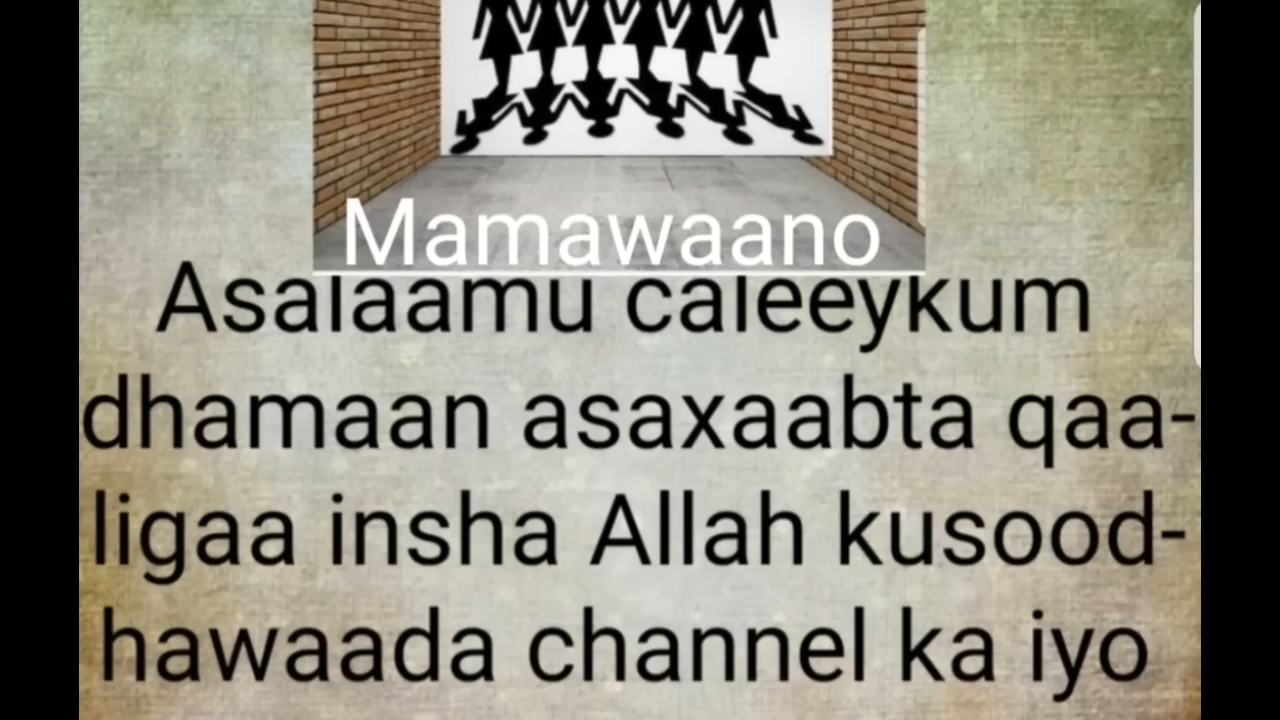 Mamawaano
Asalaamu caleeykum
dhamaan asaxaabta qaa-
ligaa insha Allah kusood-
hawaada channel ka iyo